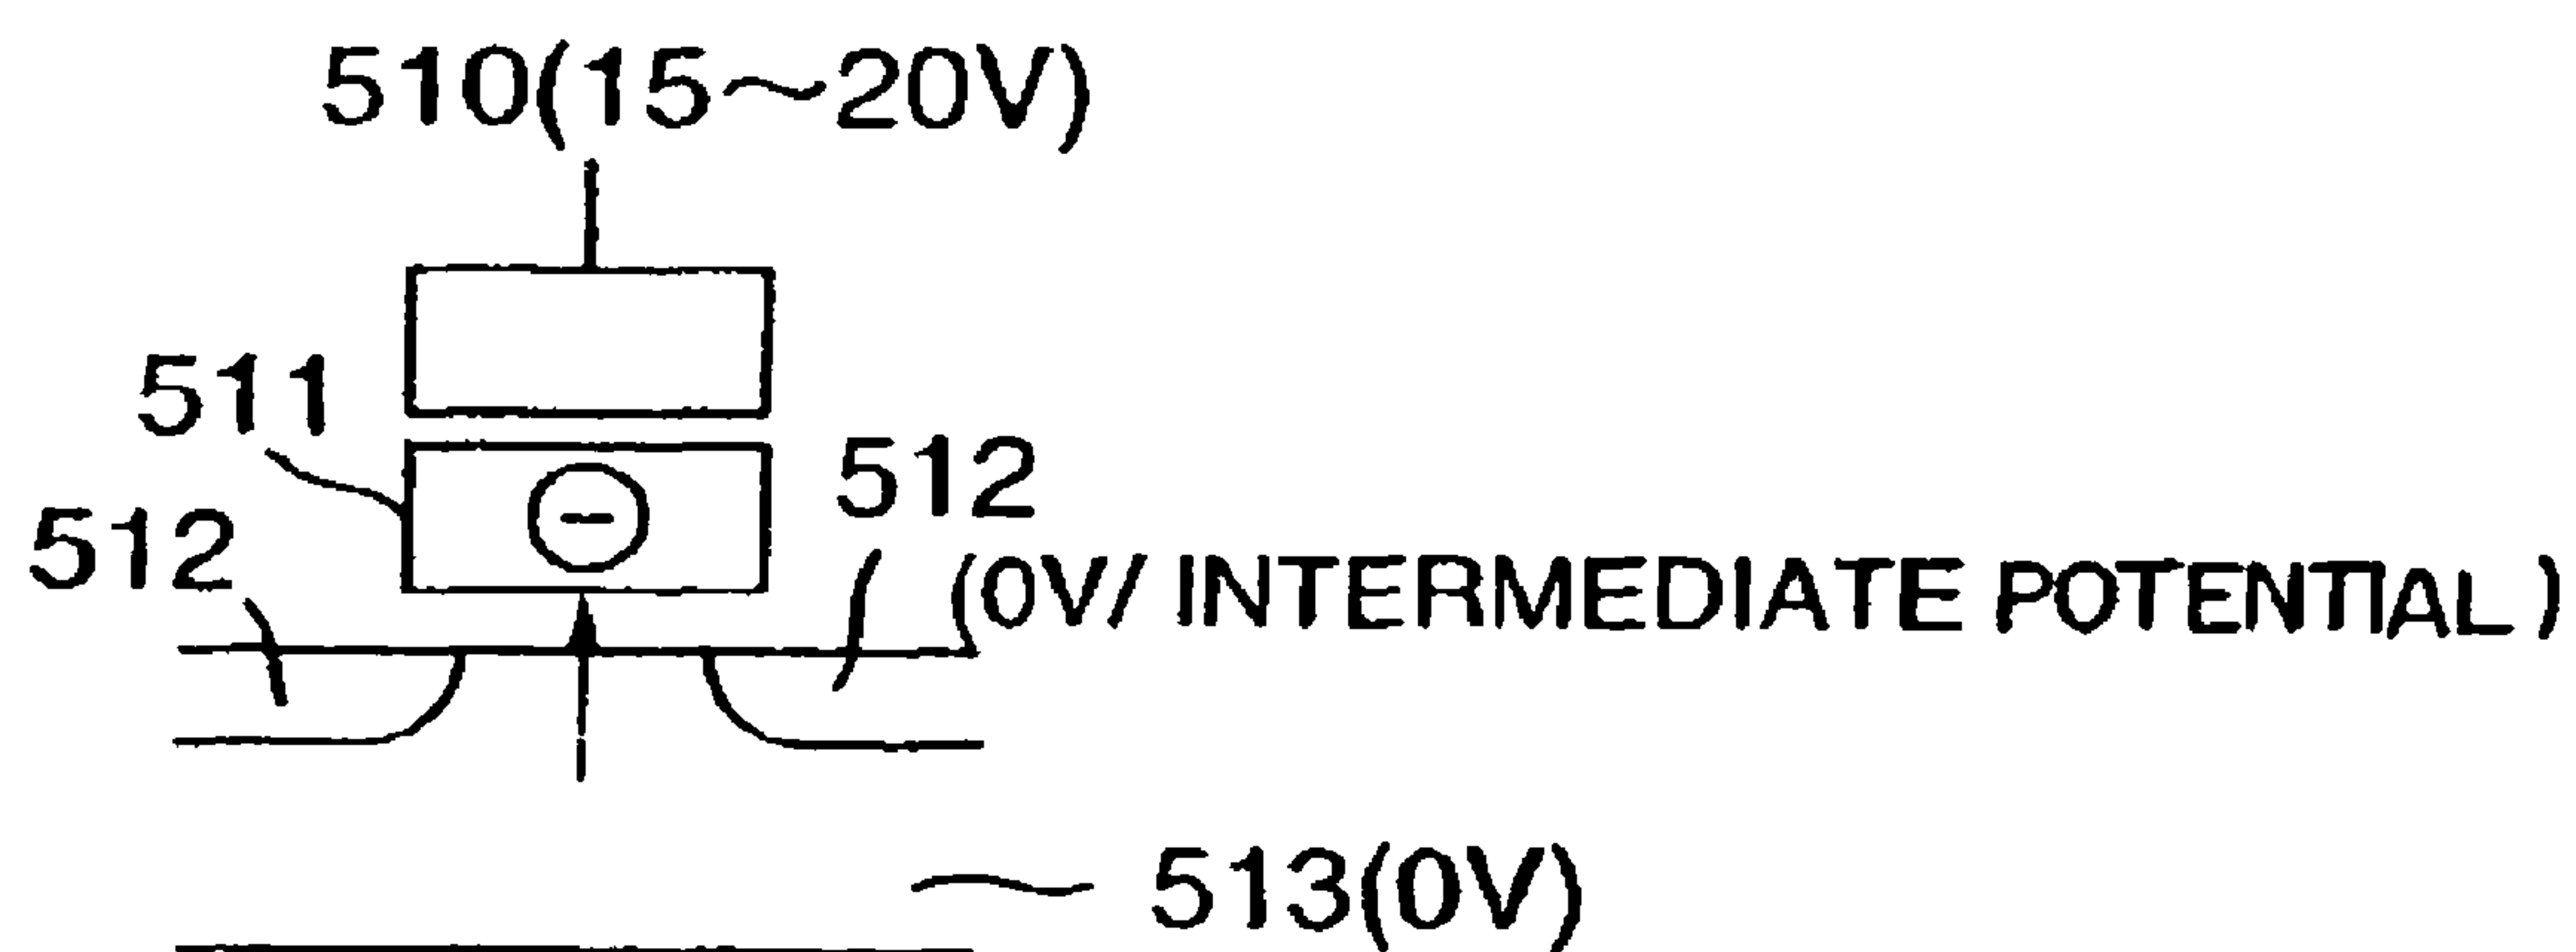 510(15～20V)
511
512
512
(0V/ INTERMEDIATE POTENTIAL)
513(0V)